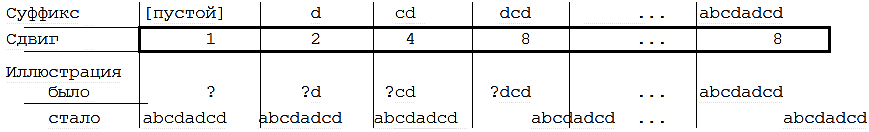 Суффикс [пустой] d cd dcd ... abcdadcd
Сдвиг 1 2 4 8 ... 8
Иллюстрация
было ? ?d ?cd ?dcd ... abcdadcd
стало abcdadcd abcdadcd abcdadcd abcdadcd ... abcdadcd